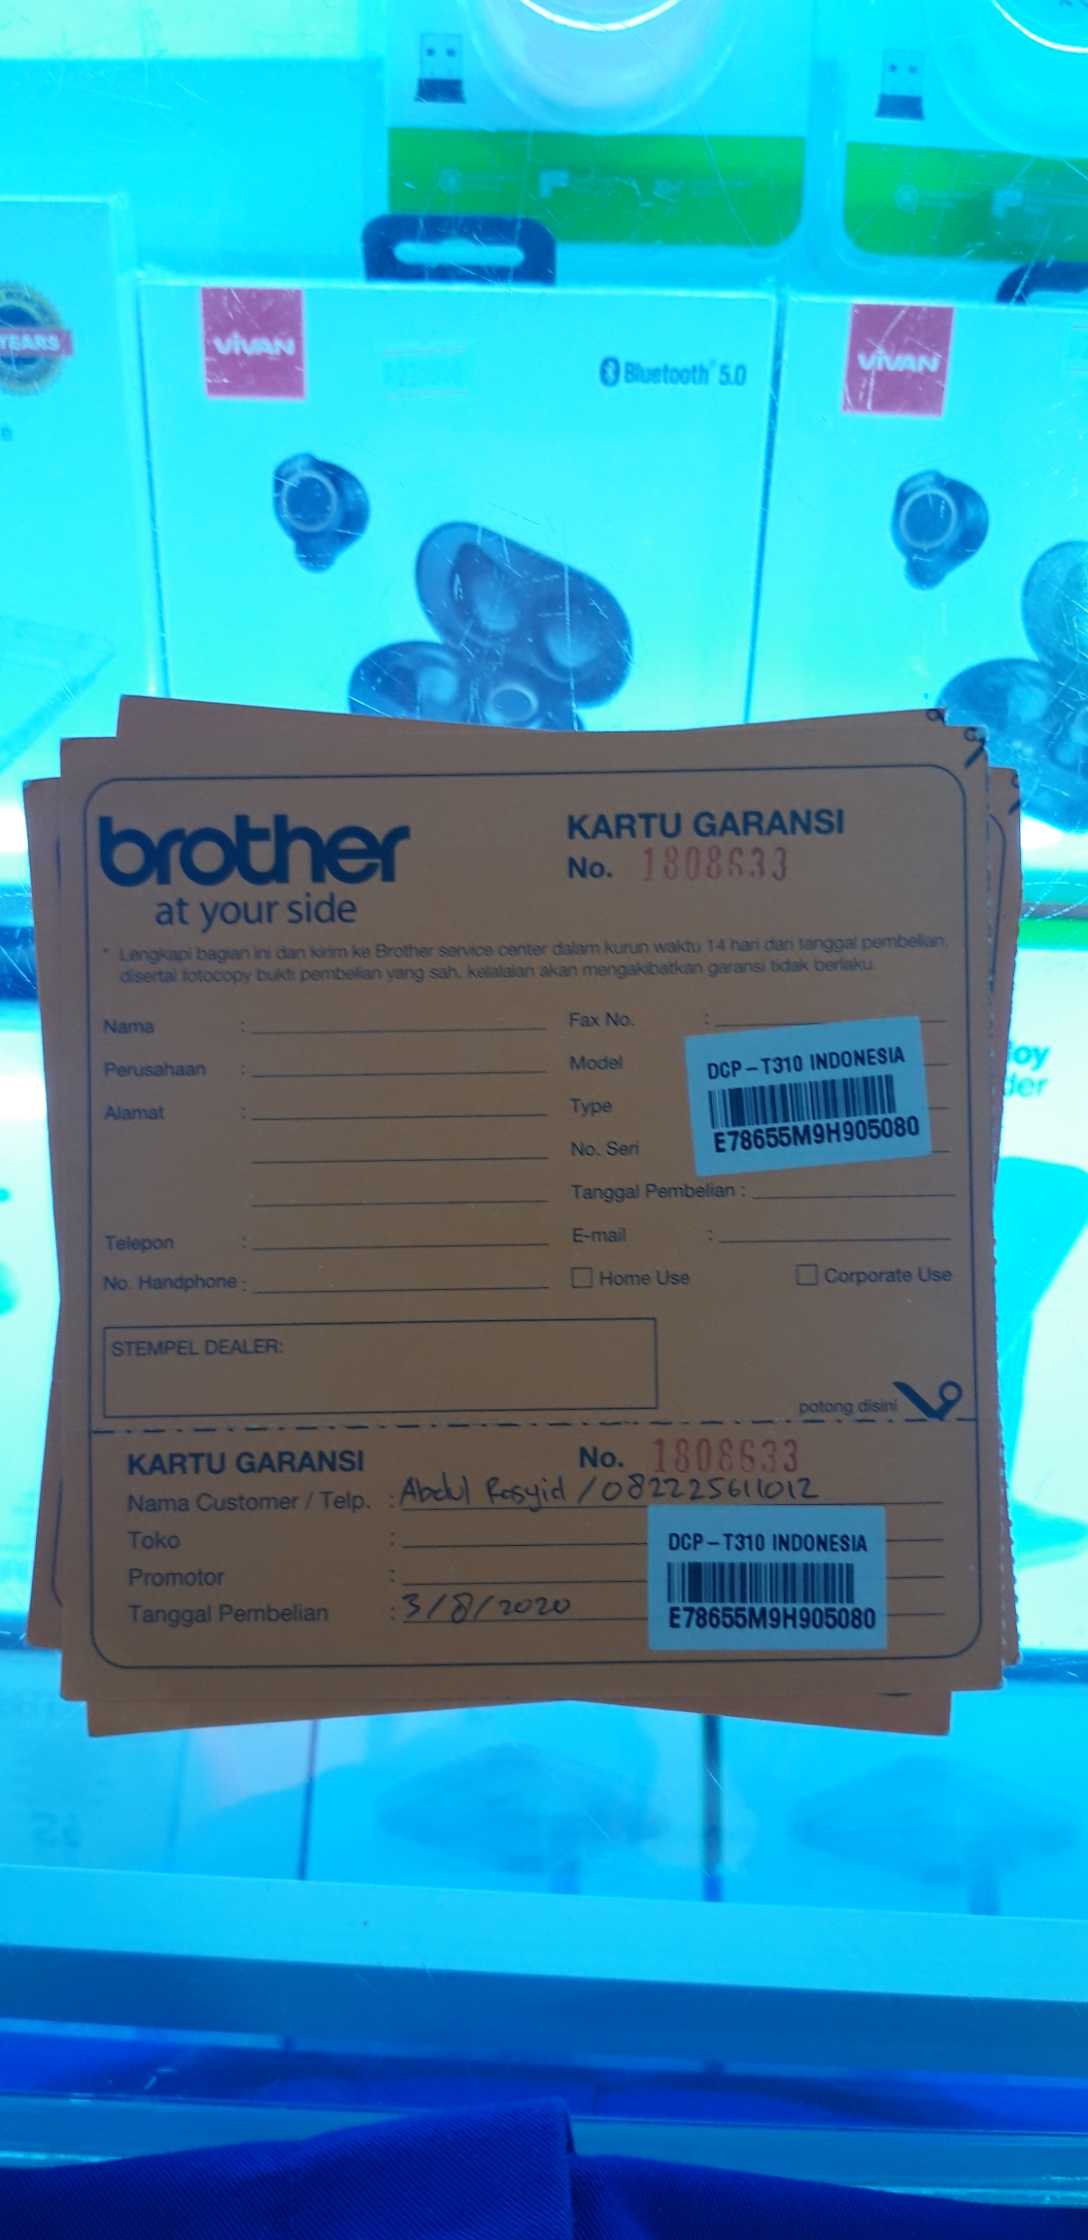 YEARS
VIVAN
Bluetooth® 5.0
VIVAN
brother
at your side
KARTU GARANSI
No. 1808633
* Lengkapi bagian ini dan kirim ke Brother service center dalam kurun waktu 14 hari dari tanggal pembelian,
disertai fotocopy bukti pembelian yang sah, kelalaian akan mengakibatkan garansi tidak berlaku.
Nama :
Perusahaan :
Alamat :
Telepon :
No. Handphone :
Fax No. :
Model
Type
No. Seri
DCP-T310 INDONESIA
E78655M9H905080
Tanggal Pembelian :
E-mail :
Home Use
Corporate Use
STEMPEL DEALER:
potong disini
KARTU GARANSI
No. 1808633
Nama Customer / Telp. : Abdul Rasyid / 082225611012
Toko :
Promotor :
Tanggal Pembelian : 3/8/2020
DCP-T310 INDONESIA
E78655M9H905080